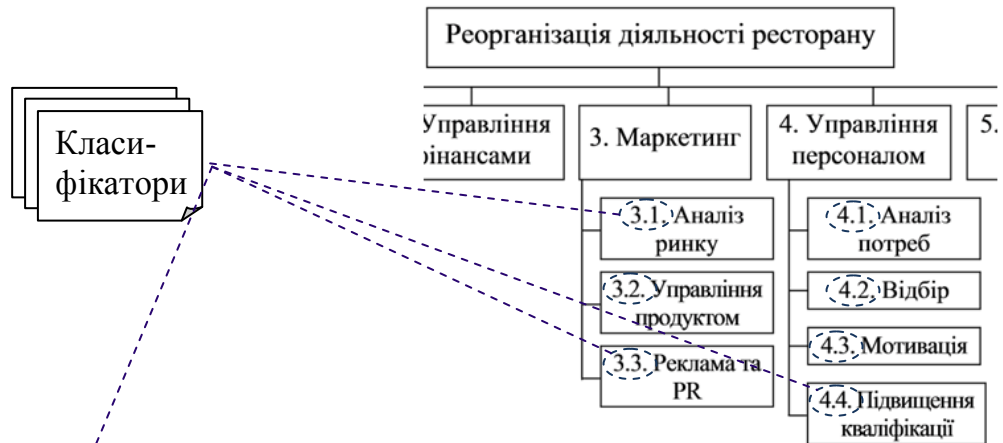 Реорганізація діяльності ресторану
Класи-
фікатори
Управління
фінансами
3. Маркетинг
4. Управління
персоналом
5.
3.1. Аналіз
ринку
3.2. Управління
продуктом
3.3. Реклама та
PR
4.1. Аналіз
потреб
4.2. Відбір
4.3. Мотивація
4.4. Підвищення
кваліфікації